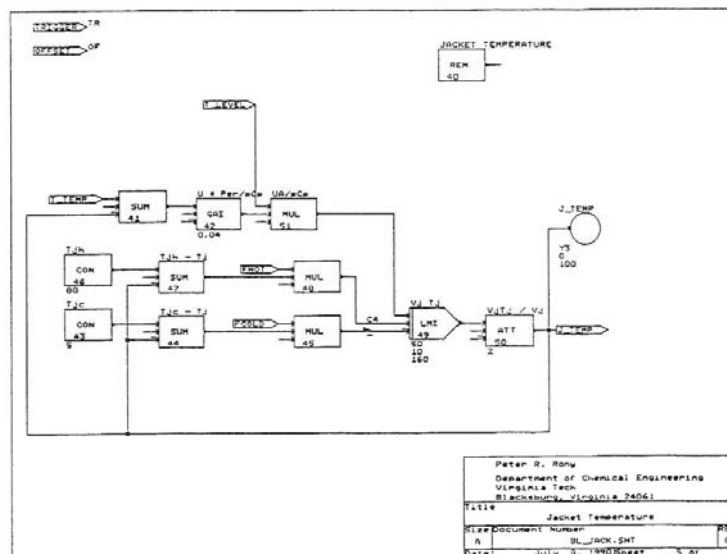 TRIGGER TR
OFFSET OF
JACKET TEMPERATURE
REM
40
T_LEVEL
T_TEMP
SUM
41
U * Per/
GAI
42
0.04
UA/
MUL
51
J_TEMP
Y3
0
100
Tjh
CON
46
80
Tjh - Tj
SUM
47
FHOT
MUL
48
Tjc
CON
43
5
Tjc - Tj
SUM
44
FCOLD
MUL
45
C4
Vj Tj
LMI
49
60
10
160
VjTj / Vj
ATT
50
2
J_TEMP
Peter R. Rony
Department of Chemical Engineering
Virginia Tech
Blacksburg, Virginia 24061
Title
Jacket Temperature
Size Document Number
A BL_JACK.SHT
Date: July 1990 Sheet 5 of